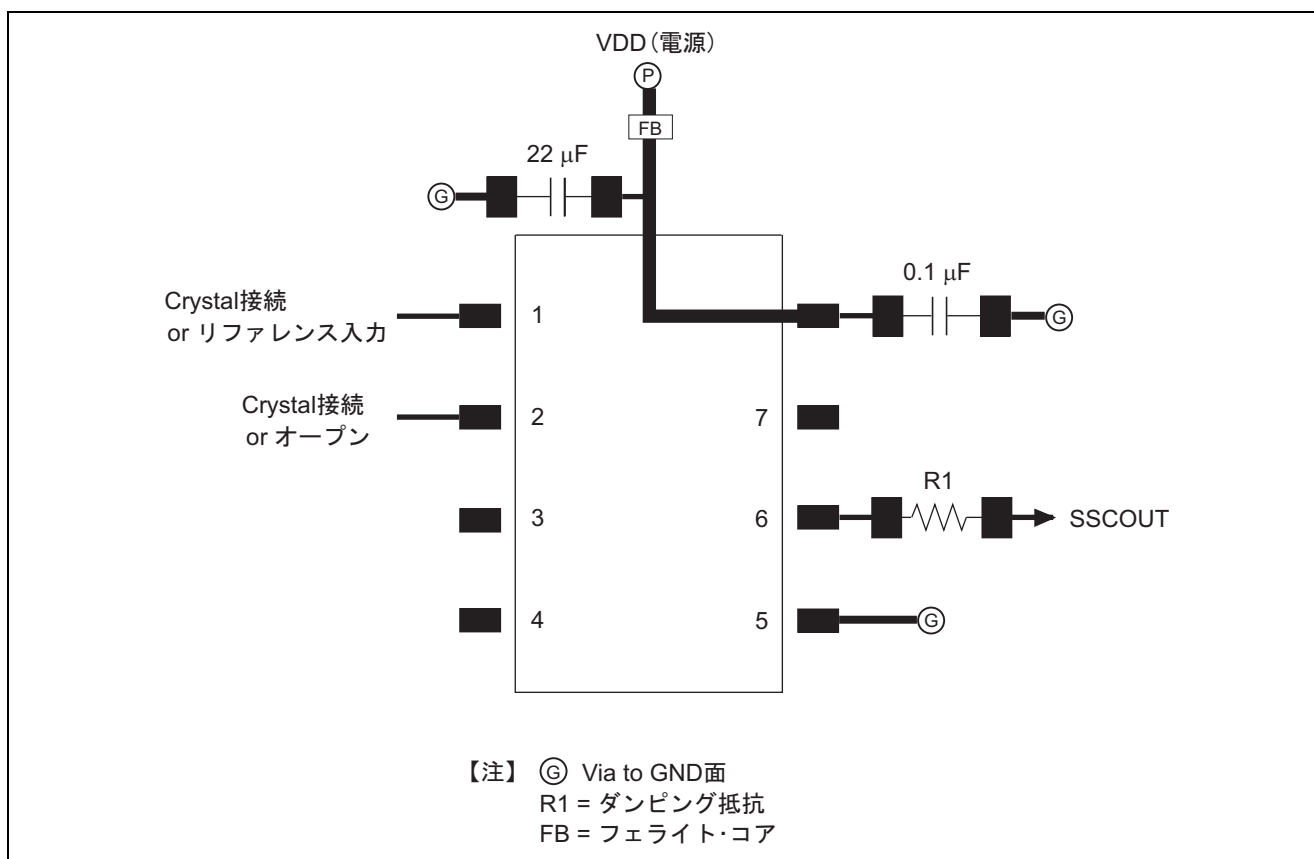 VDD(電源)
P
FB
22 μF
G
0.1 μF
G
Crystal接続
or リファレンス入力
1
Crystal接続
or オープン
2
7
R1
3
6
SSCOUT
4
5
G
【注】 G Via to GND面
R1 = ダンピング抵抗
FB = フェライト・コア